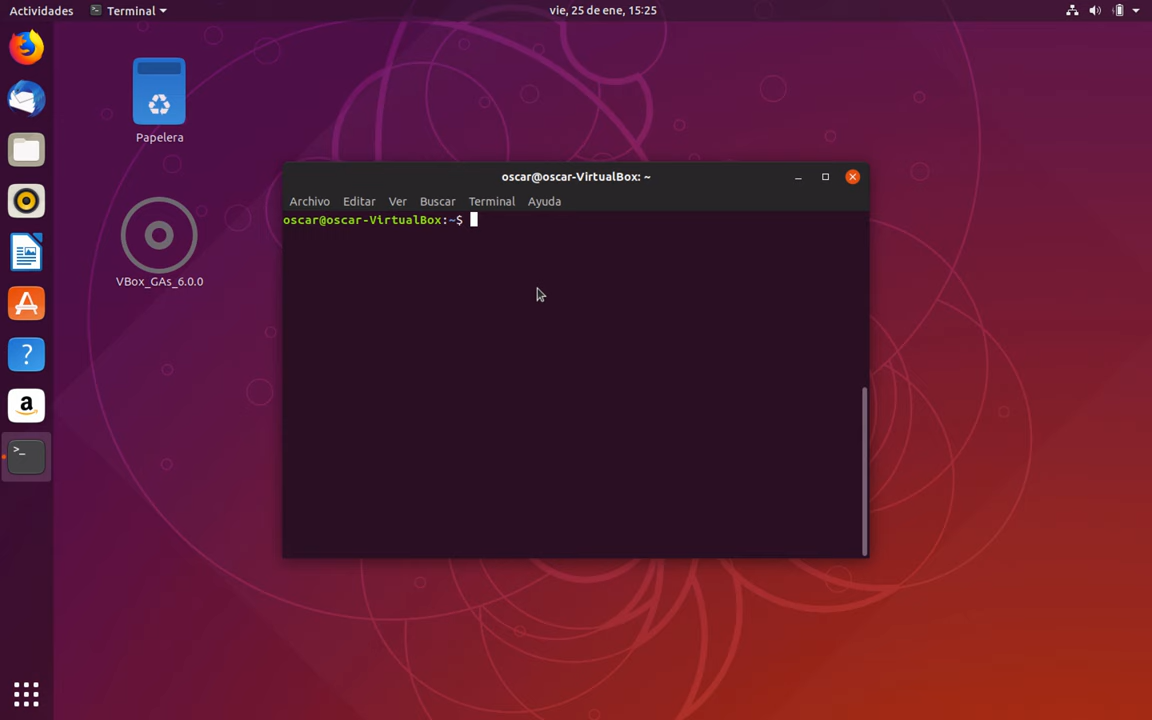 Actividades Terminal vie, 25 de ene, 15:25
Papelera
VBox_GAs_6.0.0
oscar@oscar-VirtualBox: ~
Archivo Editar Ver Buscar Terminal Ayuda
oscar@oscar-VirtualBox:~$
?
a
>_